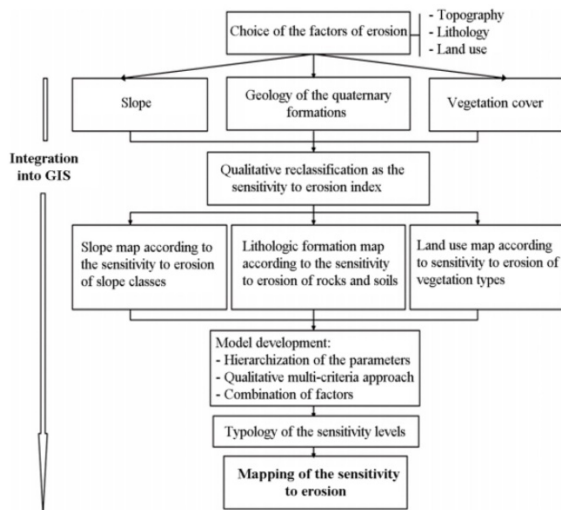 Choice of the factors of erosion
- Topography
- Lithology
- Land use
Slope
Geology of the quaternary
formations
Vegetation cover
Integration
into GIS
Qualitative reclassification as the
sensitivity to erosion index
Slope map according to
the sensitivity to erosion
of slope classes
Lithologic formation map
according to the sensitivity
to erosion of rocks and soils
Land use map according
to sensitivity to erosion of
vegetation types
Model development:
- Hierarchization of the parameters
- Qualitative multi-criteria approach
- Combination of factors
Typology of the sensitivity levels
Mapping of the sensitivity
to erosion